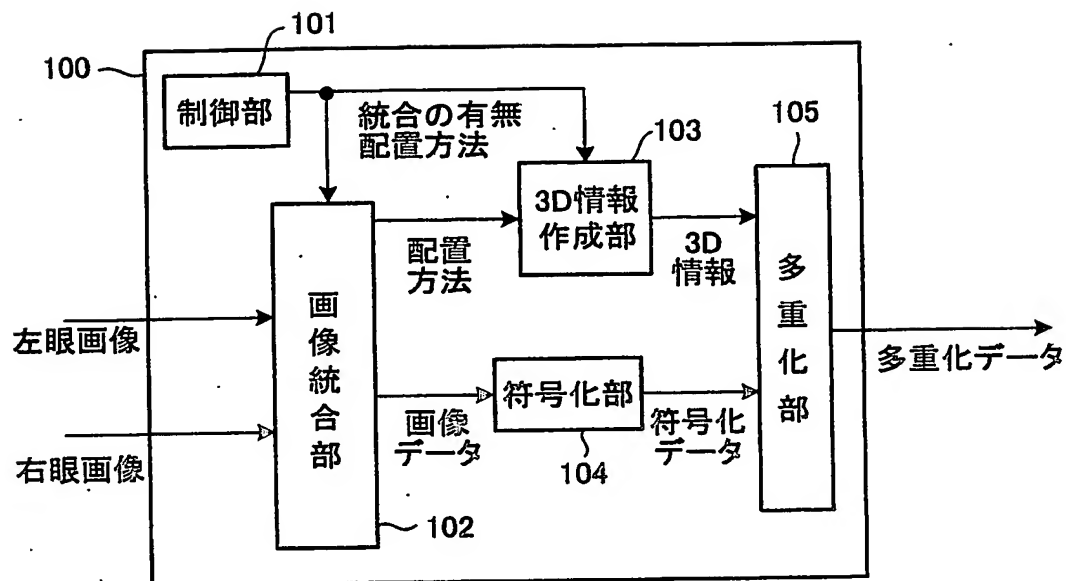 101
100
制御部
統合の有無
配置方法
103
105
3D情報
作成部
配置
方法
3D
情報
多重化部
左眼画像
画像統合部
多重化データ
符号化部
画像
データ
符号化
データ
右眼画像
104
102